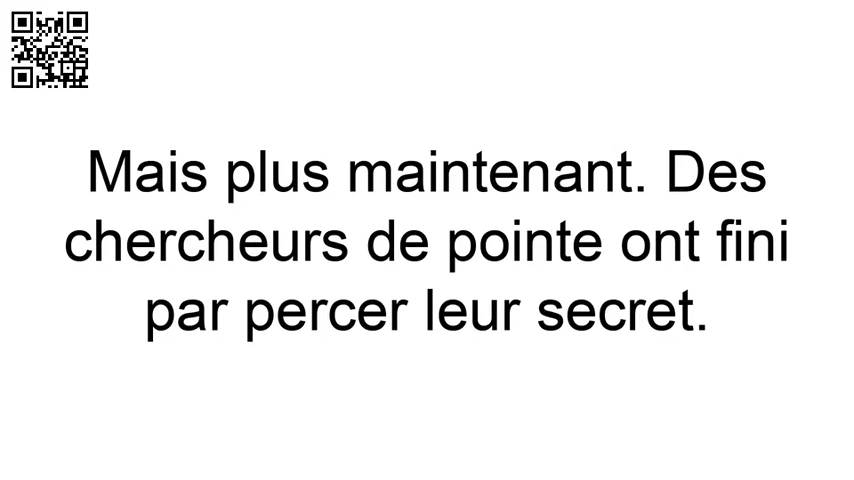 Mais plus maintenant. Des
chercheurs de pointe ont fini
par percer leur secret.